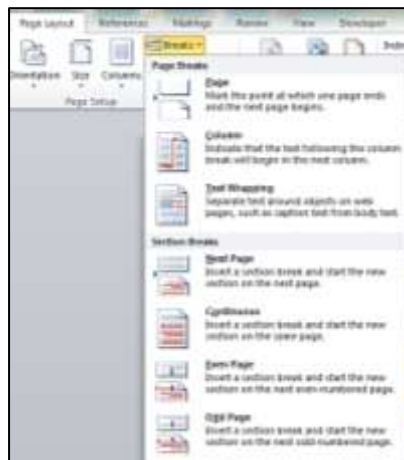 Page Layout References Mailings Review View Developer
Breaks
Orientation Size Columns
Page Setup
Page Breaks
Page
Mark the point at which one page ends
and the next page begins.
Column
Indicate that the text following the column
break will begin in the next column.
Text Wrapping
Separate text around objects on web
pages, such as caption text from body text.
Section Breaks
Next Page
Insert a section break and start the new
section on the next page.
Continuous
Insert a section break and start the new
section on the same page.
Even Page
Insert a section break and start the new
section on the next even-numbered page.
Odd Page
Insert a section break and start the new
section on the next odd-numbered page.